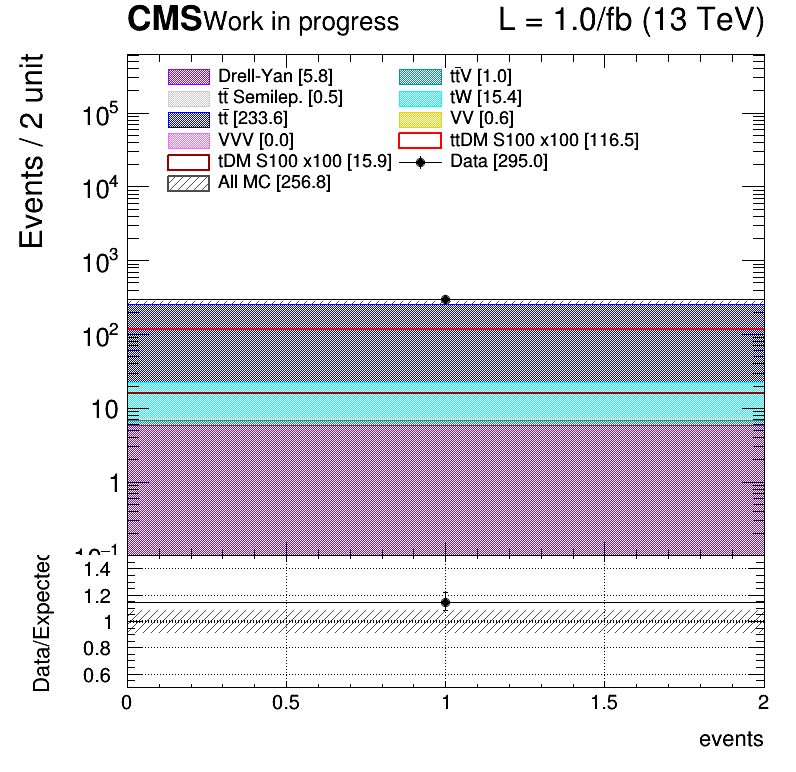 CMS Work in progress L = 1.0/fb (13 TeV)
Events / 2 unit
Drell-Yan [5.8] tt̄V [1.0]
tt̄ Semilep. [0.5] tW [15.4]
tt̄ [233.6] VV [0.6]
VVV [0.0] ttDM S100 x100 [116.5]
tDM S100 x100 [15.9] Data [295.0]
All MC [256.8]
10⁵
10⁴
10³
10²
10
1
10⁻¹
Data/Expected
1.4
1.2
1
0.8
0.6
0 0.5 1 1.5 2
events